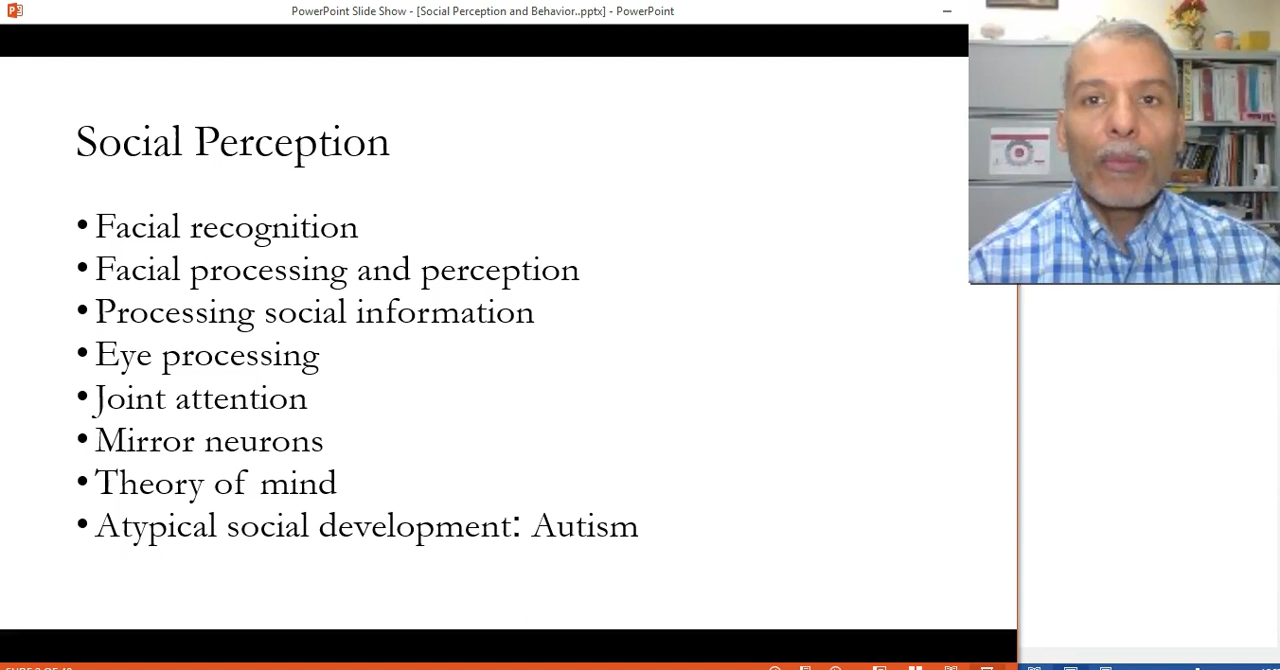 PowerPoint Slide Show - [Social Perception and Behavior..pptx] - PowerPoint
Social Perception
• Facial recognition
• Facial processing and perception
• Processing social information
• Eye processing
• Joint attention
• Mirror neurons
• Theory of mind
• Atypical social development: Autism